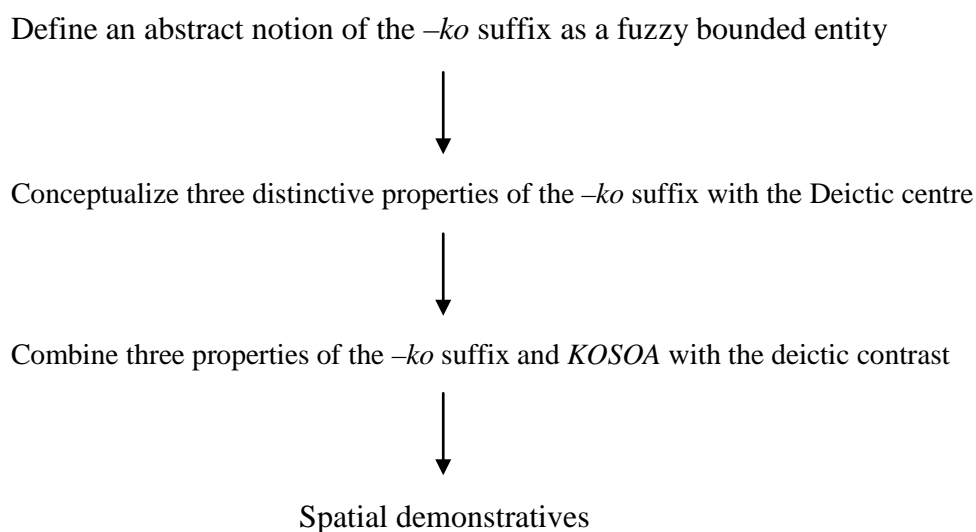 Define an abstract notion of the –ko suffix as a fuzzy bounded entity
Conceptualize three distinctive properties of the –ko suffix with the Deictic centre
Combine three properties of the –ko suffix and KOSOA with the deictic contrast
Spatial demonstratives